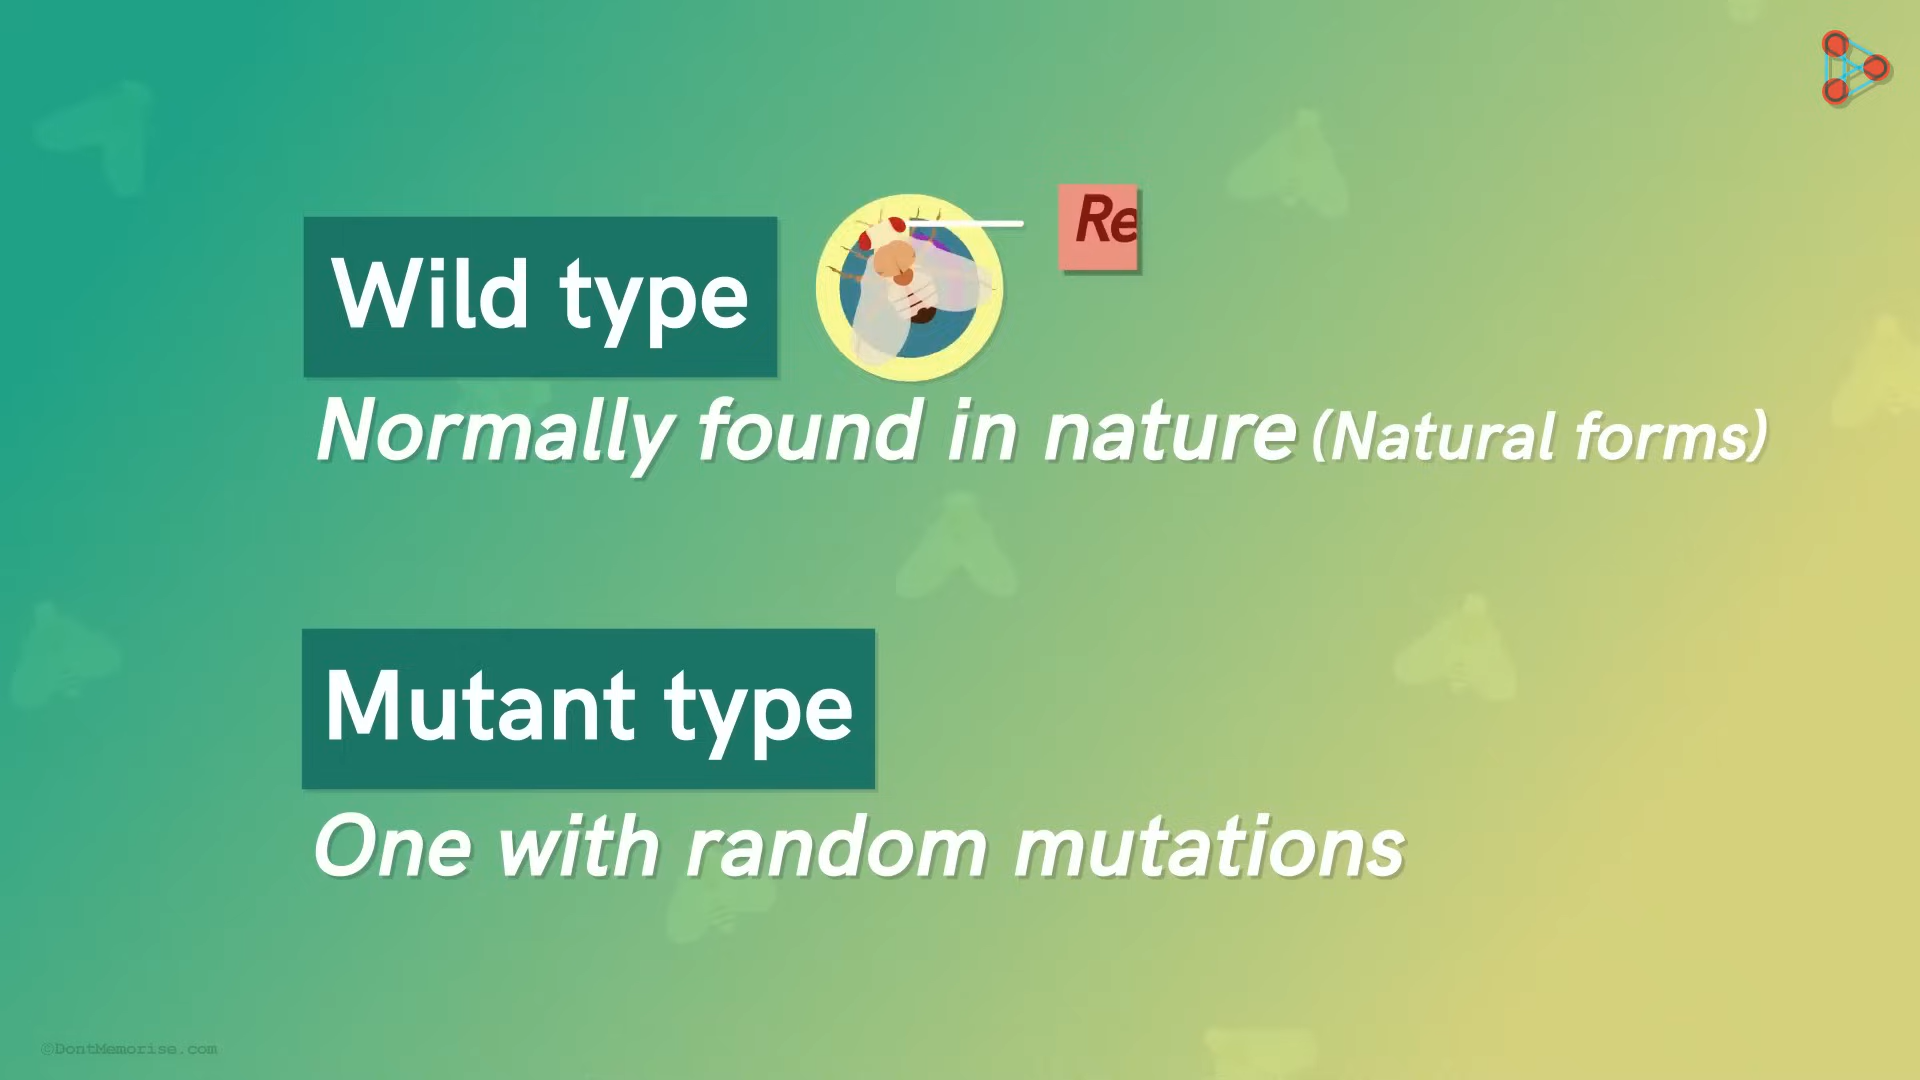 Wild type
Re
Normally found in nature (Natural forms)
Mutant type
One with random mutations
©DontMemorise.com